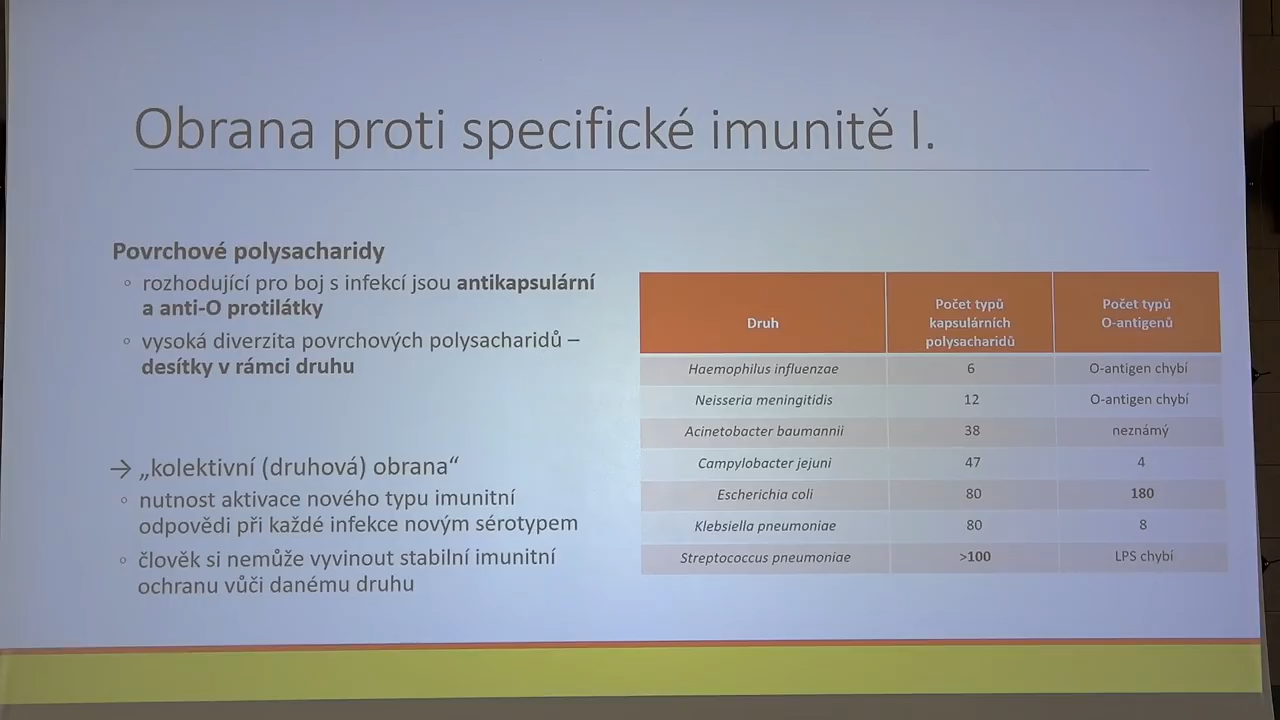 Obrana proti specifické imunitě I.
Povrchové polysacharidy
◦ rozhodující pro boj s infekcí jsou antikapsulární
a anti-O protilátky
◦ vysoká diverzita povrchových polysacharidů –
desítky v rámci druhu
→ „kolektivní (druhová) obrana“
◦ nutnost aktivace nového typu imunitní
odpovědi při každé infekce novým sérotypem
◦ člověk si nemůže vyvinout stabilní imunitní
ochranu vůči danému druhu
Druh | Počet typů kapsulárních polysacharidů | Počet typů O-antigenů
Haemophilus influenzae | 6 | O-antigen chybí
Neisseria meningitidis | 12 | O-antigen chybí
Acinetobacter baumannii | 38 | neznámý
Campylobacter jejuni | 47 | 4
Escherichia coli | 80 | 180
Klebsiella pneumoniae | 80 | 8
Streptococcus pneumoniae | >100 | LPS chybí